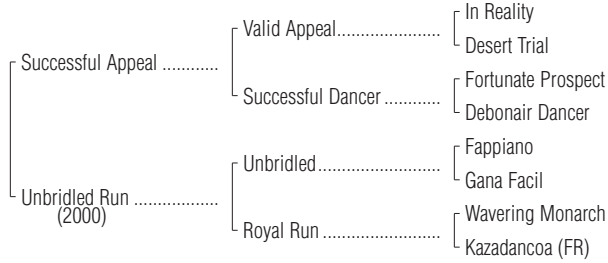 In Reality
Valid Appeal..................
Desert Trial
Successful Appeal ............
Fortunate Prospect
Successful Dancer ...........
Debonair Dancer
Fappiano
Unbridled......................
Gana Facil
Unbridled Run .................
(2000)
Wavering Monarch
Royal Run .....................
Kazadancoa (FR)